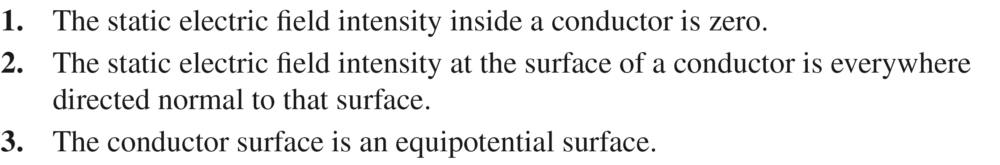 1. The static electric field intensity inside a conductor is zero.
2. The static electric field intensity at the surface of a conductor is everywhere
directed normal to that surface.
3. The conductor surface is an equipotential surface.